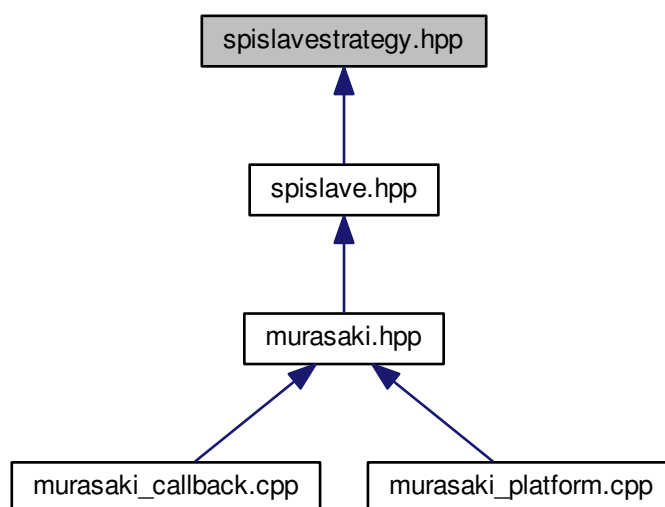 spislavestrategy.hpp
spislave.hpp
murasaki.hpp
murasaki_callback.cpp
murasaki_platform.cpp